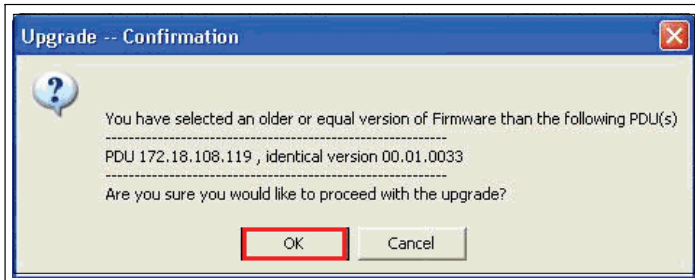 Upgrade -- Confirmation
?
You have selected an older or equal version of Firmware than the following PDU(s)
------------------------------------------------------------
PDU 172.18.108.119 , identical version 00.01.0033
------------------------------------------------------------
Are you sure you would like to proceed with the upgrade?
OK Cancel